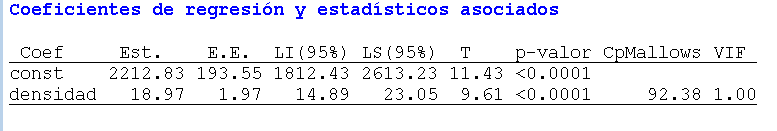 Coeficientes de regresión y estadísticos asociados
Coef Est. E.E. LI(95%) LS(95%) T p-valor CpMallows VIF
const 2212.83 193.55 1812.43 2613.23 11.43 <0.0001
densidad 18.97 1.97 14.89 23.05 9.61 <0.0001 92.38 1.00